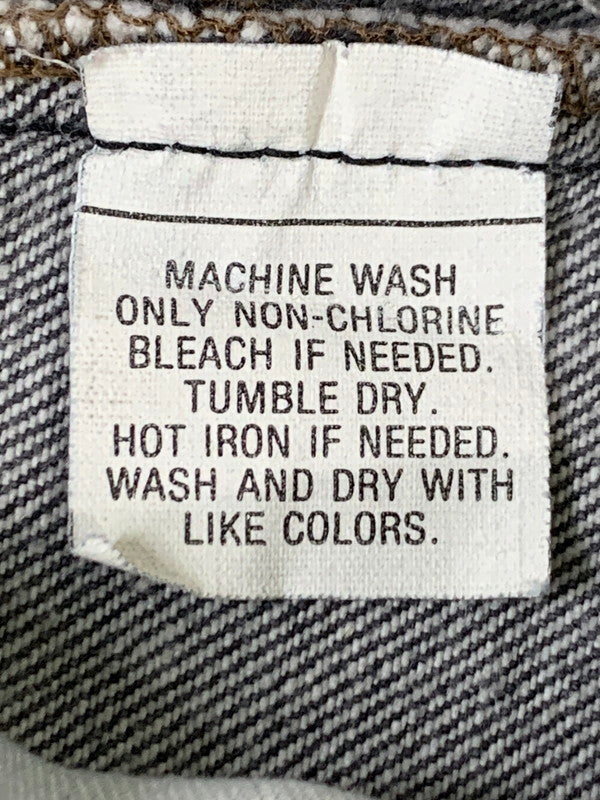 MACHINE WASH
ONLY NON-CHLORINE
BLEACH IF NEEDED.
TUMBLE DRY.
HOT IRON IF NEEDED.
WASH AND DRY WITH
LIKE COLORS.